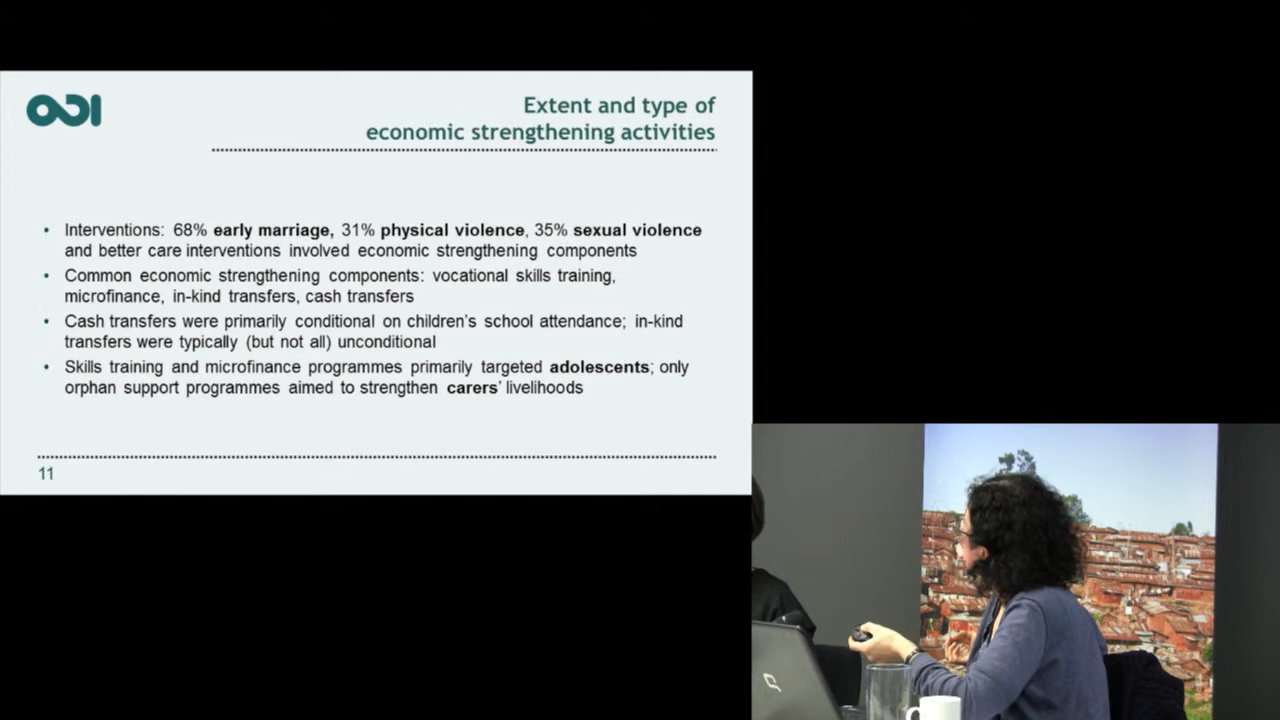 ODI
Extent and type of
economic strengthening activities
• Interventions: 68% early marriage, 31% physical violence, 35% sexual violence
and better care interventions involved economic strengthening components
• Common economic strengthening components: vocational skills training,
microfinance, in-kind transfers, cash transfers
• Cash transfers were primarily conditional on children's school attendance; in-kind
transfers were typically (but not all) unconditional
• Skills training and microfinance programmes primarily targeted adolescents; only
orphan support programmes aimed to strengthen carers' livelihoods
11